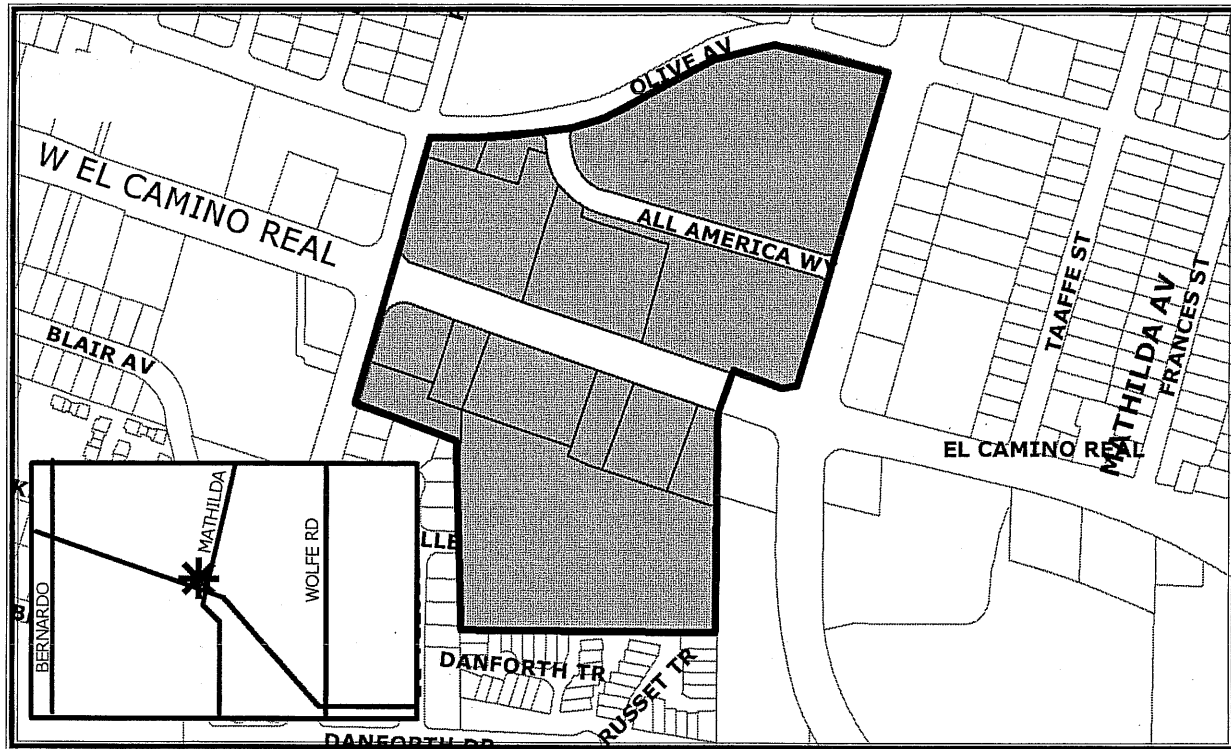 OLIVE AV
W EL CAMINO REAL
ALL AMERICA WY
TAAFFE ST
MATHILDA AV
FRANCES ST
BLAIR AV
EL CAMINO REAL
MATHILDA
WOLFE RD
BERNARDO
DANFORTH TR
RUSSET TR
DANFORTH DR